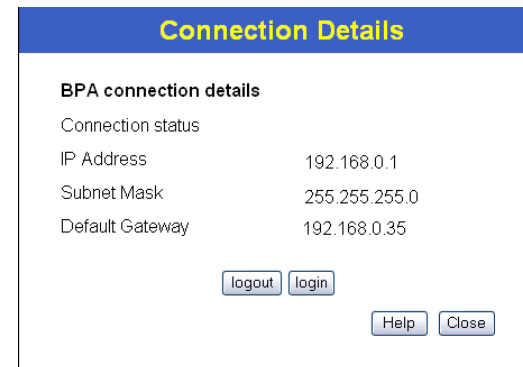 Connection Details
BPA connection details
Connection status
IP Address 192.168.0.1
Subnet Mask 255.255.255.0
Default Gateway 192.168.0.35
logout login
Help Close